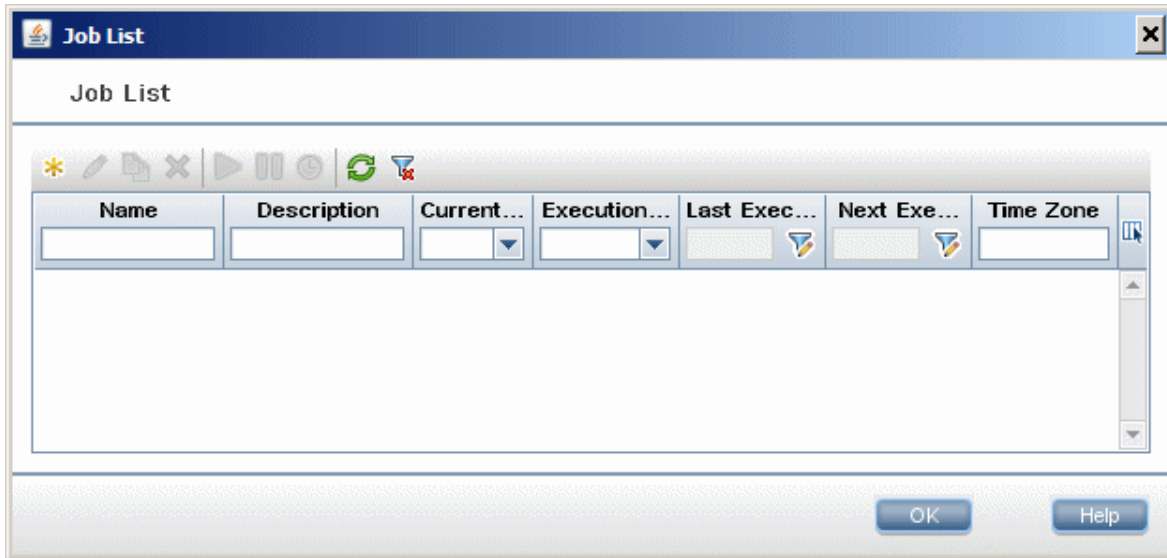 Job List
Job List
Name Description Current... Execution... Last Exec... Next Exe... Time Zone
OK Help